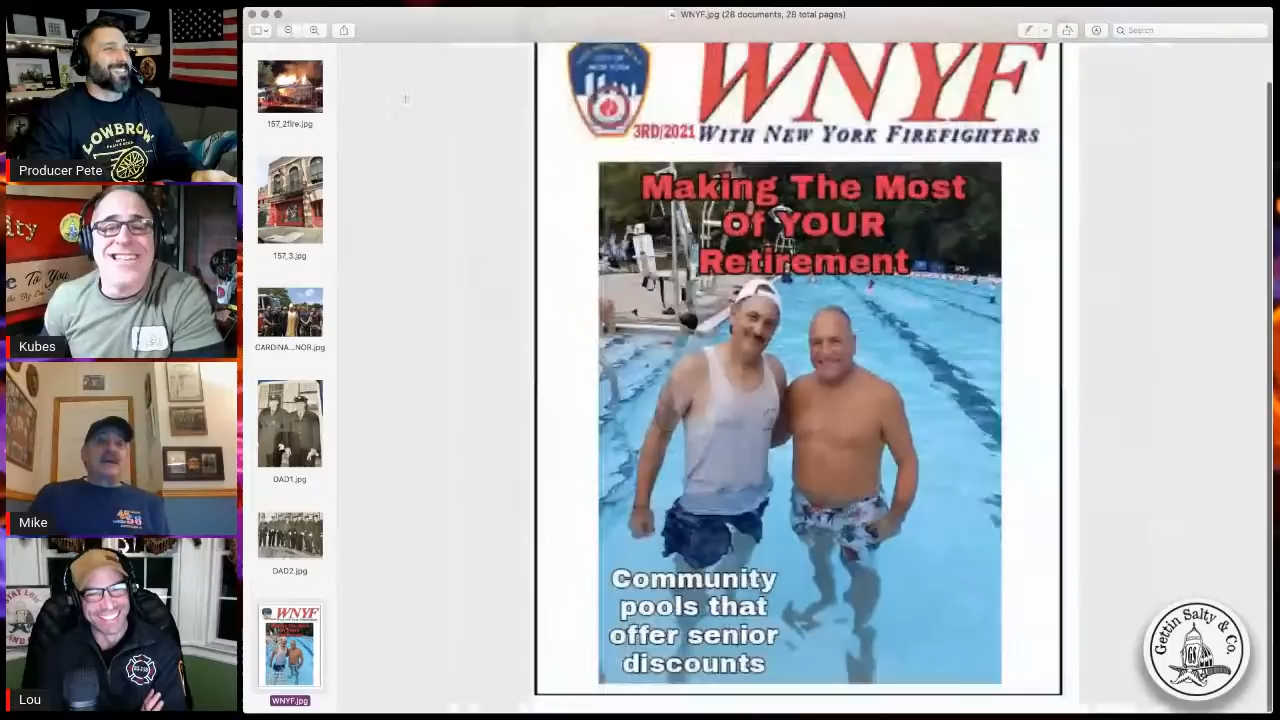 WNYF.jpg (28 documents, 28 total pages)
Search
LOWBROW
Producer Pete
Kubes
Mike
Lou
157_2fire.jpg
157_3.jpg
CARDINA...NOR.jpg
DAD1.jpg
DAD2.jpg
WNYF
WNYF.jpg
WNYF
3RD/2021 WITH NEW YORK FIREFIGHTERS
Making The Most
Of YOUR
Retirement
Community
pools that
offer senior
discounts
Gettin Salty & Co.
GS